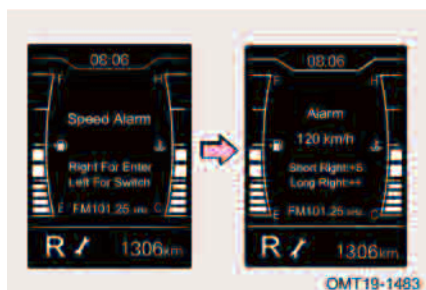 08:06
F H
Speed Alarm
Right For Enter
Left For Switch
E FM101.25 C
R 1306km
08:06
F H
Alarm
120 km/h
Short Right:+5
Long Right:++
E FM101.25 C
R 1306km
OMT19-1483